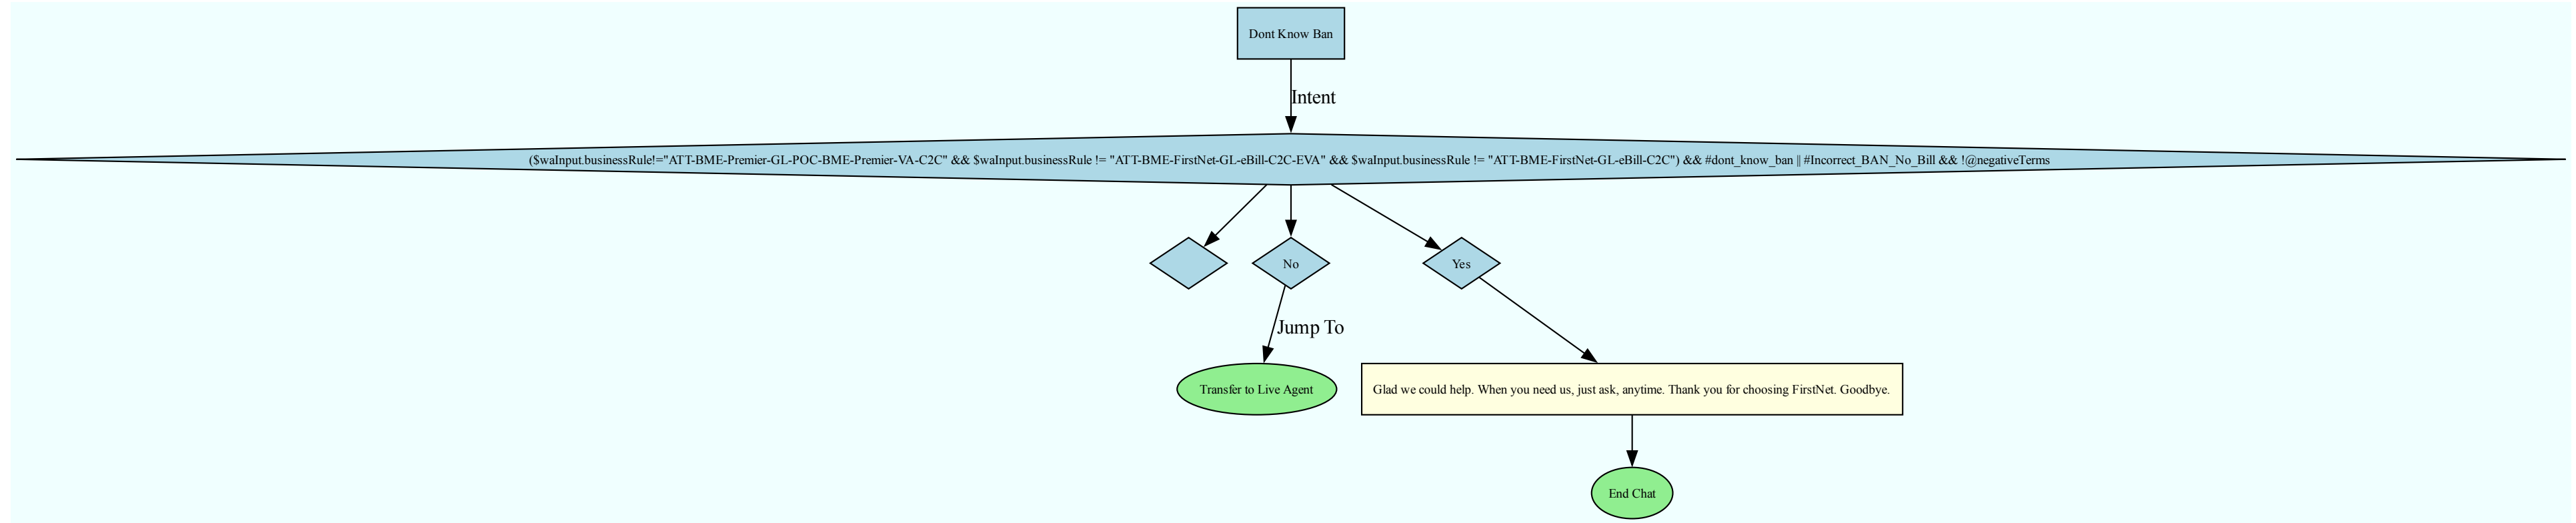 Dont Know Ban
Intent
($waInput.businessRule!="ATT-BME-Premier-GL-POC-BME-Premier-VA-C2C" && $waInput.businessRule != "ATT-BME-FirstNet-GL-eBill-C2C-EVA" && $waInput.businessRule != "ATT-BME-FirstNet-GL-eBill-C2C") && #dont_know_ban || #Incorrect_BAN_No_Bill && !@negativeTerms
No
Yes
Jump To
Transfer to Live Agent
Glad we could help. When you need us, just ask, anytime. Thank you for choosing FirstNet. Goodbye.
End Chat